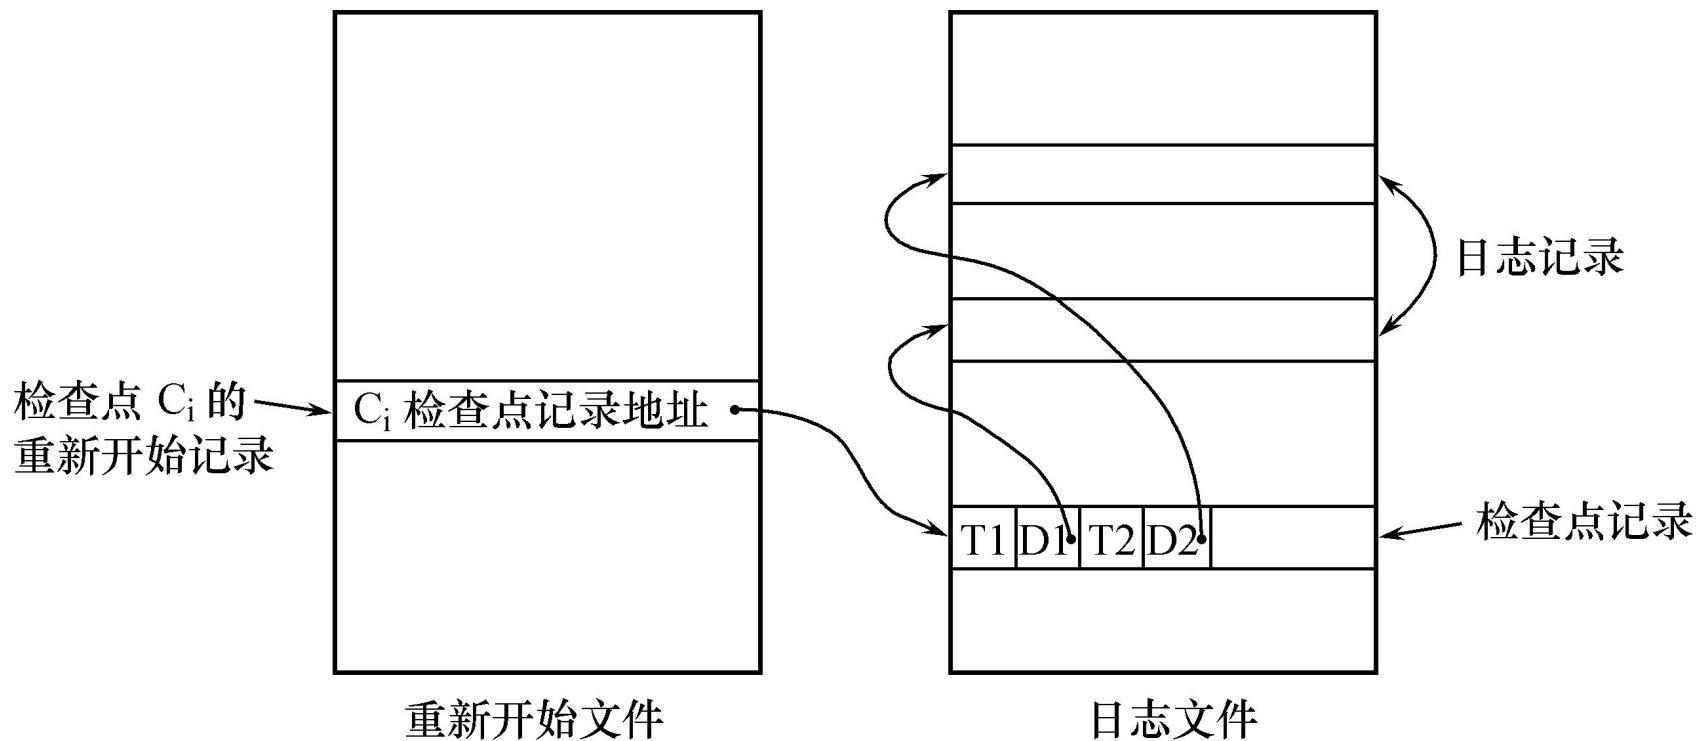 检查点 Ci 的
重新开始记录
Ci 检查点记录地址
重新开始文件
日志记录
T1 D1 T2 D2
检查点记录
日志文件